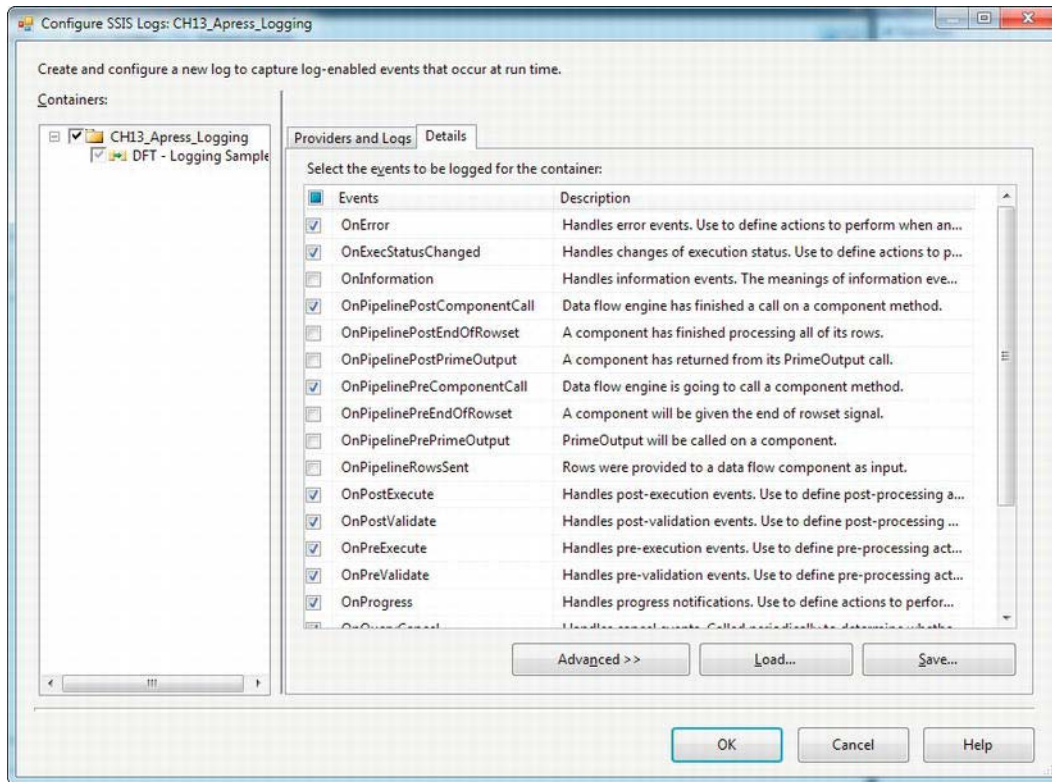 Configure SSIS Logs: CH13_Apress_Logging
Create and configure a new log to capture log-enabled events that occur at run time.
Containers:
CH13_Apress_Logging
DFT - Logging Sample
Providers and Logs Details
Select the events to be logged for the container:
Events Description
OnError Handles error events. Use to define actions to perform when an...
OnExecStatusChanged Handles changes of execution status. Use to define actions to p...
OnInformation Handles information events. The meanings of information eve...
OnPipelinePostComponentCall Data flow engine has finished a call on a component method.
OnPipelinePostEndOfRowset A component has finished processing all of its rows.
OnPipelinePostPrimeOutput A component has returned from its PrimeOutput call.
OnPipelinePreComponentCall Data flow engine is going to call a component method.
OnPipelinePreEndOfRowset A component will be given the end of rowset signal.
OnPipelinePrePrimeOutput PrimeOutput will be called on a component.
OnPipelineRowsSent Rows were provided to a data flow component as input.
OnPostExecute Handles post-execution events. Use to define post-processing a...
OnPostValidate Handles post-validation events. Use to define post-processing ...
OnPreExecute Handles pre-execution events. Use to define pre-processing act...
OnPreValidate Handles pre-validation events. Use to define pre-processing act...
OnProgress Handles progress notifications. Use to define actions to perfor...
OnQueryCancel Handles cancel events. Called periodically to determine whethe...
Advanced >> Load... Save...
OK Cancel Help